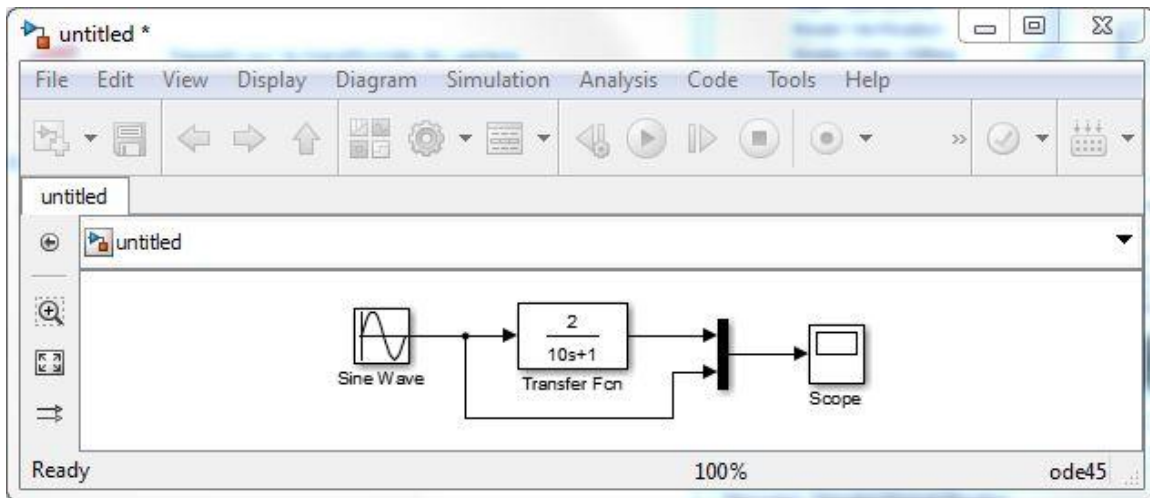 untitled *
File Edit View Display Diagram Simulation Analysis Code Tools Help
»
untitled
untitled
2
10s+1
Sine Wave
Transfer Fcn
Scope
Ready 100% ode45